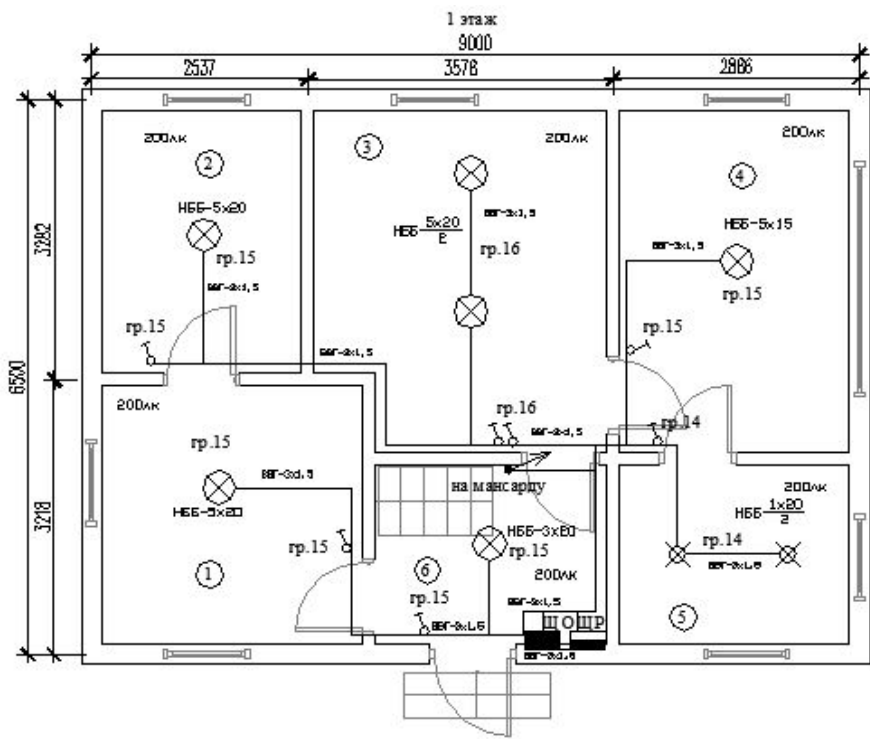 1 этаж
9000
2537
3578
2886
6500
3282
3218
200лк
2
НББ-5х20
гр.15
ВВГ-3х1,5
гр.15
200лк
3
НББ 5х20
2
ВВГ-3х1,5
гр.16
ВВГ-3х1,5
гр.16
ВВГ-3х1,5
200лк
4
НББ-5х15
ВВГ-3х1,5
гр.15
гр.15
гр.14
200лк
гр.15
ВВГ-3х1,5
НББ-5х20
гр.15
1
на мансарду
НББ-3х20
гр.15
6
200лк
гр.15
ВВГ-3х1,5
ВВГ-3х1,5
ЩО
ЩР
ВВГ-3х1,5
200лк
НББ 1х20
2
гр.14
ВВГ-3х1,5
5